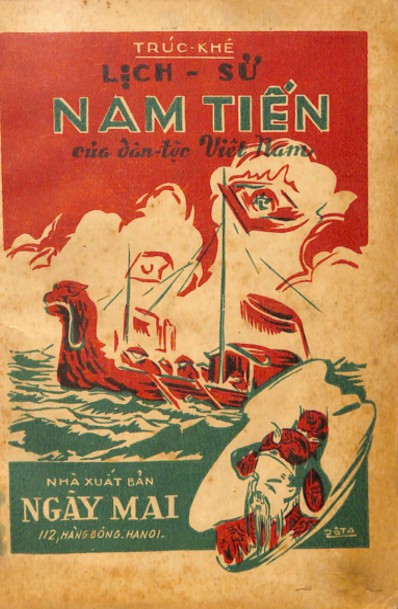 TRÚC-KHÊ
LỊCH - SỬ
NAM TIẾN
của dân-tộc Việt Nam
NHÀ XUẤT BẢN
NGÀY MAI
112, HÀNG BÔNG. HANOI.